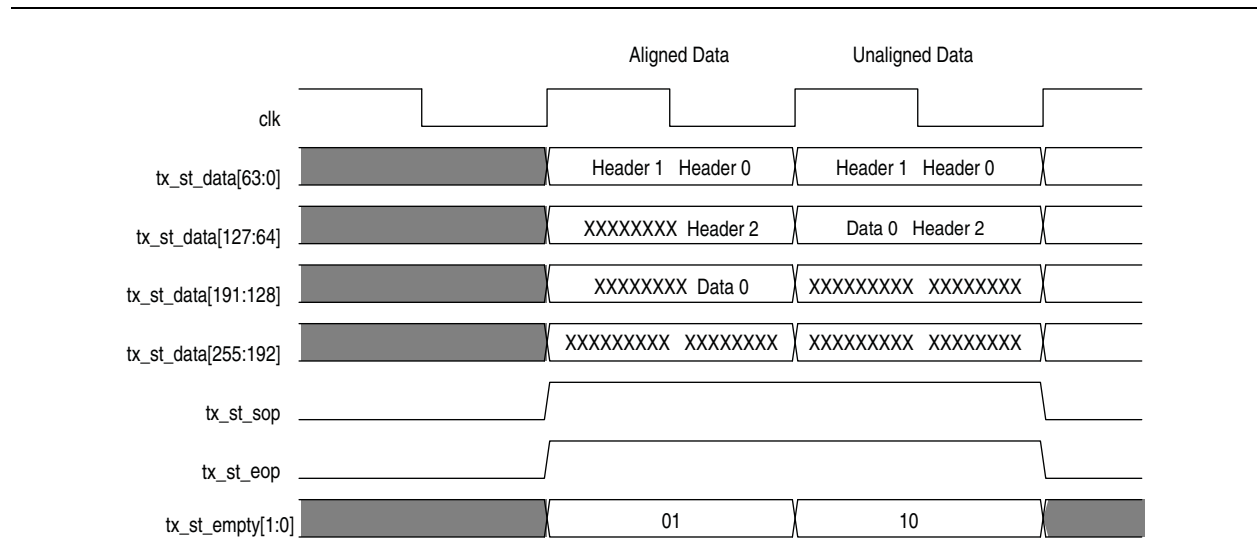 Aligned Data Unaligned Data
clk
tx_st_data[63:0] Header 1 Header 0 Header 1 Header 0
tx_st_data[127:64] XXXXXXXX Header 2 Data 0 Header 2
tx_st_data[191:128] XXXXXXXX Data 0 XXXXXXXXX XXXXXXXX
tx_st_data[255:192] XXXXXXXXX XXXXXXXX XXXXXXXXX XXXXXXXX
tx_st_sop
tx_st_eop
tx_st_empty[1:0] 01 10